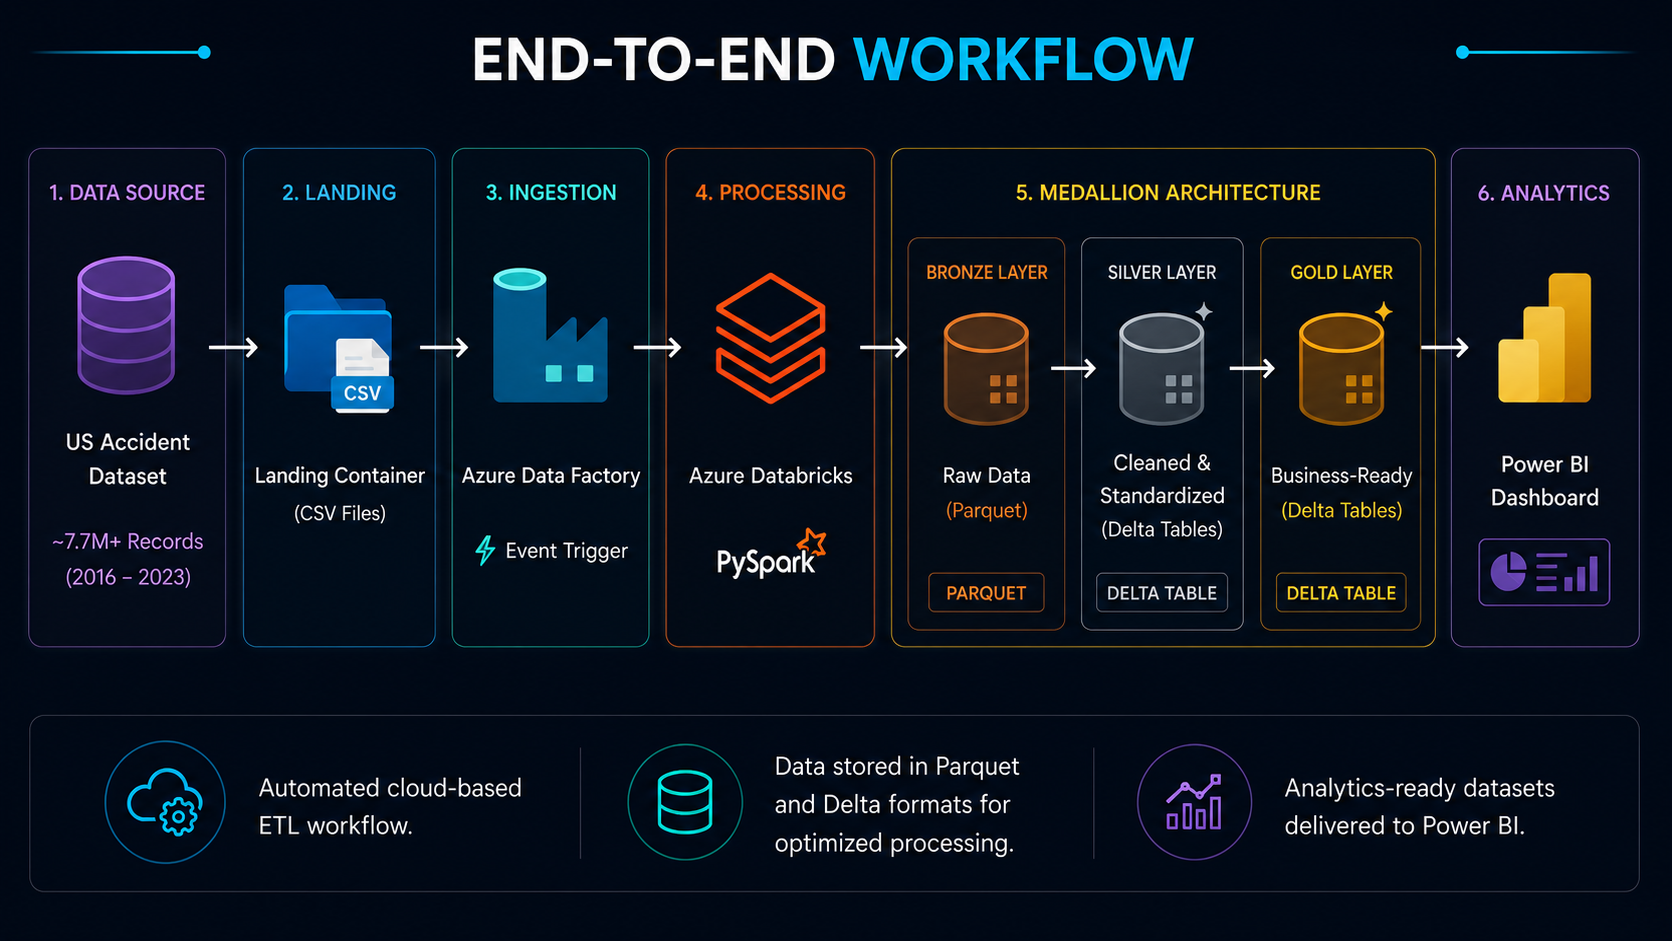 END-TO-END WORKFLOW
1. DATA SOURCE
US Accident
Dataset
~7.7M+ Records
(2016 – 2023)
2. LANDING
CSV
Landing Container
(CSV Files)
3. INGESTION
Azure Data Factory
Event Trigger
4. PROCESSING
Azure Databricks
PySpark
5. MEDALLION ARCHITECTURE
BRONZE LAYER
Raw Data
(Parquet)
PARQUET
SILVER LAYER
Cleaned &
Standardized
(Delta Tables)
DELTA TABLE
GOLD LAYER
Business-Ready
(Delta Tables)
DELTA TABLE
6. ANALYTICS
Power BI
Dashboard
Automated cloud-based
ETL workflow.
Data stored in Parquet
and Delta formats for
optimized processing.
Analytics-ready datasets
delivered to Power BI.